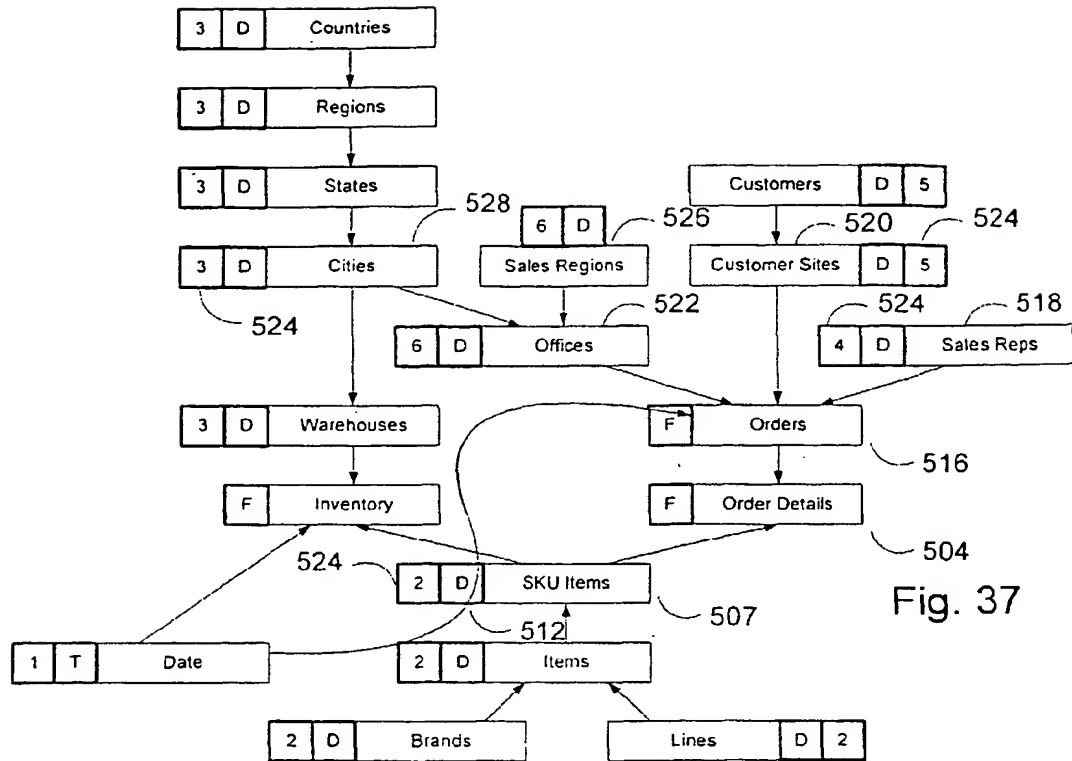 3 D Countries
3 D Regions
3 D States
Customers D 5
528
526
520
524
6 D
3 D Cities
Sales Regions
Customer Sites D 5
524
522
524
518
6 D Offices
4 D Sales Reps
3 D Warehouses
F Orders
516
F Inventory
F Order Details
504
524
2 D SKU Items
507
Fig. 37
512
1 T Date
2 D Items
2 D Brands
Lines D 2